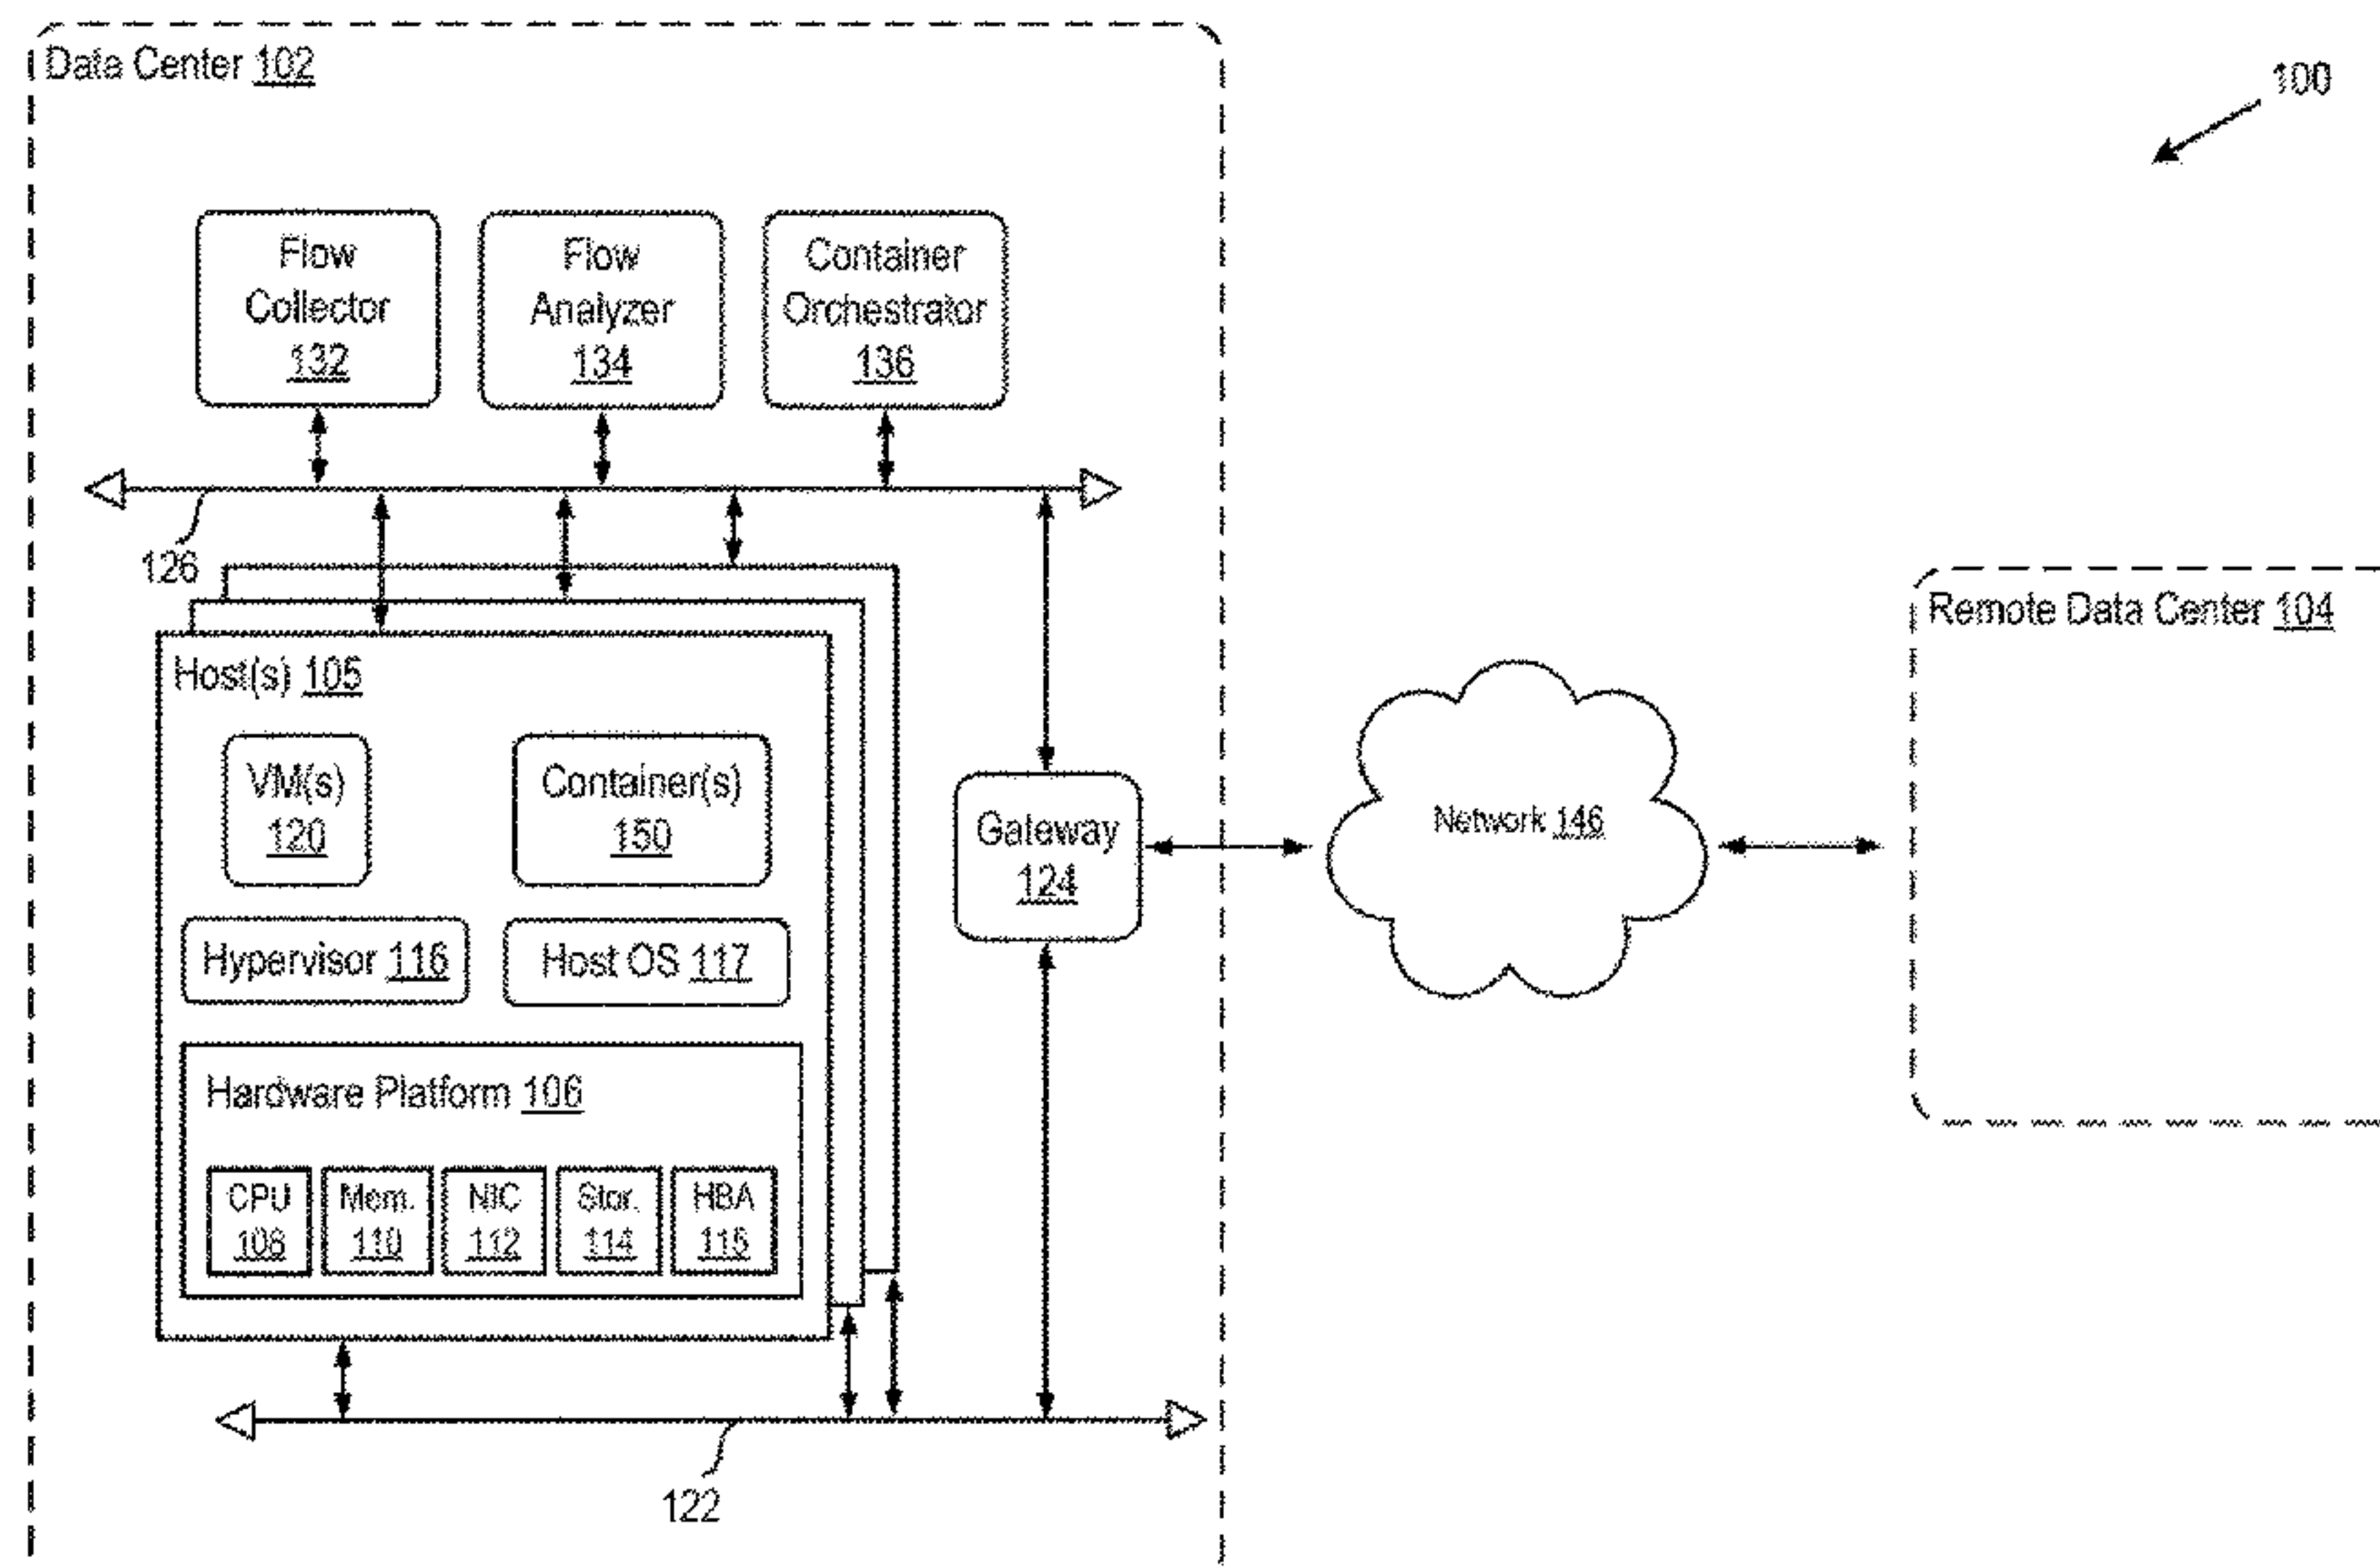 Data Center 102
100
Flow
Collector
132
Flow
Analyzer
134
Container
Orchestrator
136
126
Remote Data Center 104
Host(s) 105
VM(s)
120
Container(s)
150
Gateway
124
Network 146
Hypervisor 116
Host OS 117
Hardware Platform 106
CPU
108
Mem.
110
NIC
112
Stor.
114
HBA
115
122